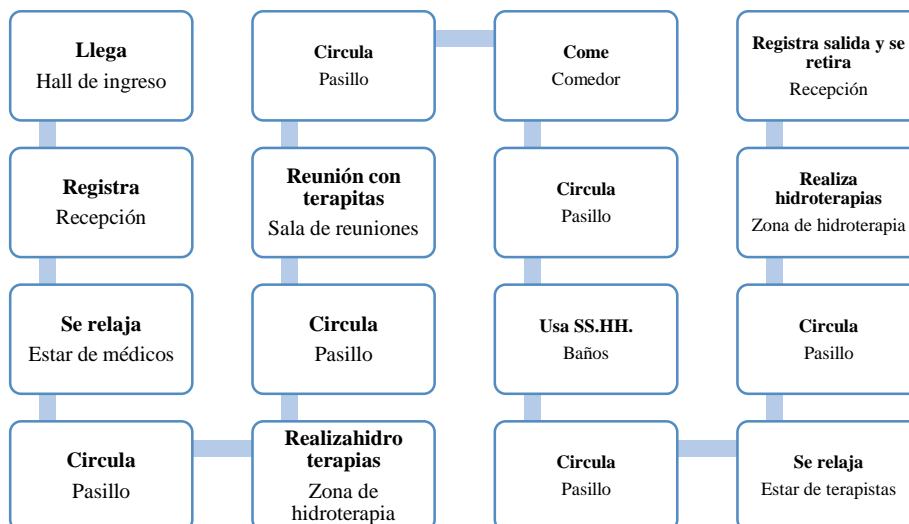 Llega
Hall de ingreso
Registra
Recepción
Se relaja
Estar de médicos
Circula
Pasillo
Realizahidro
terapias
Zona de
hidroterapia
Circula
Pasillo
Reunión con
terapitas
Sala de reuniones
Circula
Pasillo
Come
Comedor
Circula
Pasillo
Usa SS.HH.
Baños
Circula
Pasillo
Se relaja
Estar de terapistas
Circula
Pasillo
Realiza
hidroterapias
Zona de hidroterapia
Registra salida y se
retira
Recepción